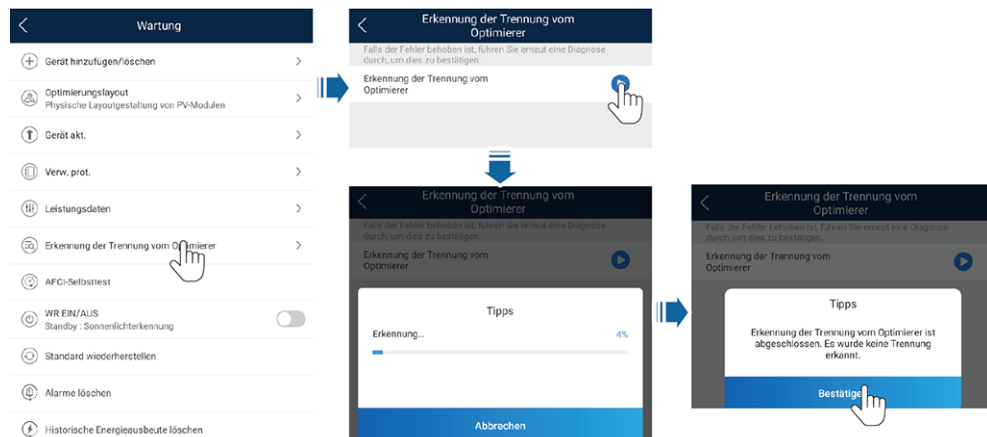 Wartung
Gerät hinzufügen/löschen
Optimierungslayout
Physische Layoutgestaltung von PV-Modulen
Gerät akt.
Verw. prot.
Leistungsdaten
Erkennung der Trennung vom Optimierer
AFCI-Selbsttest
WR EIN/AUS
Standby : Sonnenlichterkennung
Standard wiederherstellen
Alarme löschen
Historische Energieausbeute löschen
Erkennung der Trennung vom
Optimierer
Falls der Fehler behoben ist, führen Sie erneut eine Diagnose
durch, um dies zu bestätigen.
Erkennung der Trennung vom
Optimierer
Erkennung der Trennung vom
Optimierer
Falls der Fehler behoben ist, führen Sie erneut eine Diagnose
durch, um dies zu bestätigen.
Erkennung der Trennung vom
Optimierer
Tipps
Erkennung... 4%
Abbrechen
Erkennung der Trennung vom
Optimierer
Falls der Fehler behoben ist, führen Sie erneut eine Diagnose
durch, um dies zu bestätigen.
Erkennung der Trennung vom
Optimierer
Tipps
Erkennung der Trennung vom Optimierer ist
abgeschlossen. Es wurde keine Trennung
erkannt.
Bestätige